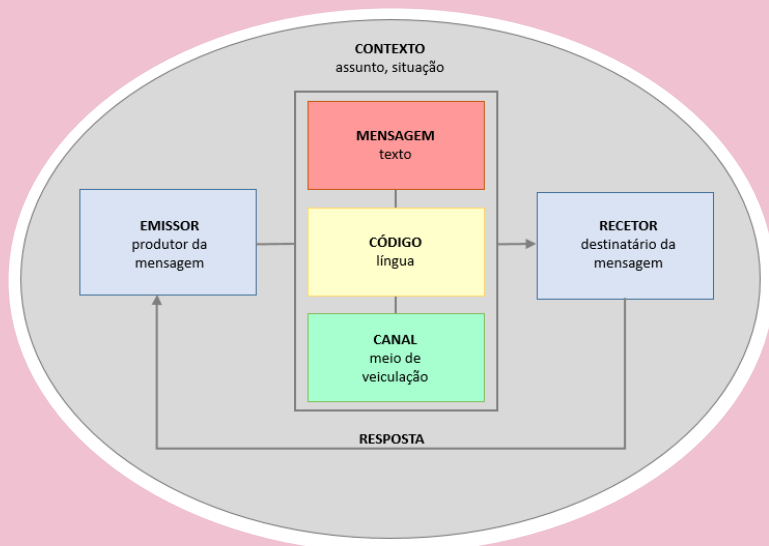 CONTEXTO
assunto, situação
MENSAGEM
texto
EMISSOR
produtor da
mensagem
CÓDIGO
língua
RECETOR
destinatário da
mensagem
CANAL
meio de
veiculação
RESPOSTA